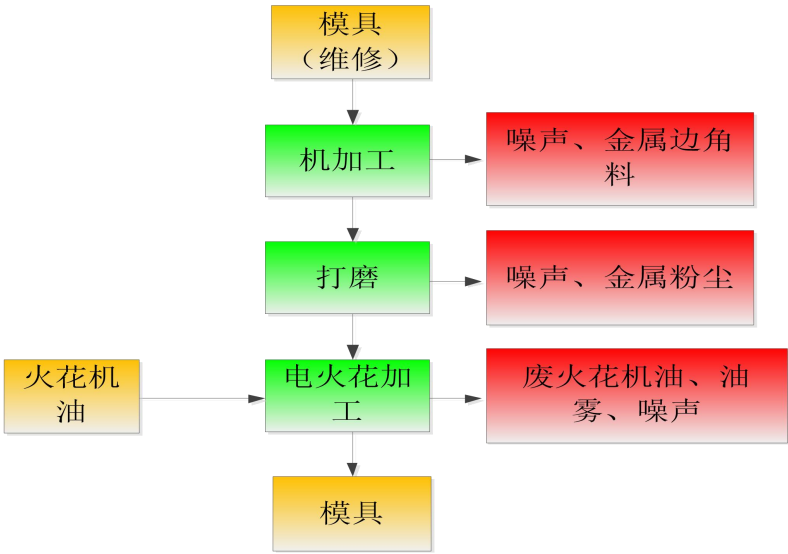 模具
（维修）
机加工
噪声、金属边角
料
打磨
噪声、金属粉尘
火花机
油
电火花加
工
废火花机油、油
雾、噪声
模具